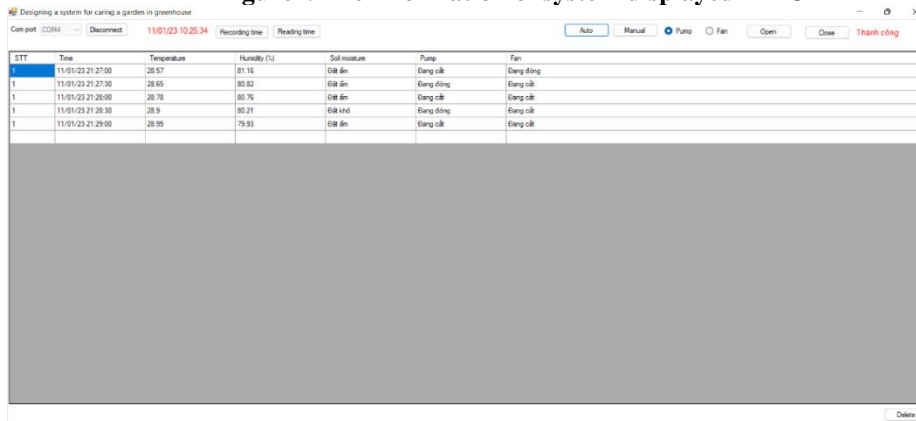 Designing a system for caring a garden in greenhouse
Com port COM4 Disconnect 11/01/23 10:25:34 Recording time Reading time Auto Manual Pump Fan Open Close Thành công
STT Time Temperature Humidity (%) Soil moisture Pump Fan
1 11/01/23 21:27:00 28.57 81.16 Đất ẩm Đang cắt Đang đóng
1 11/01/23 21:27:30 28.65 80.82 Đất ẩm Đang đóng Đang cắt
1 11/01/23 21:28:00 28.78 80.76 Đất ẩm Đang cắt Đang cắt
1 11/01/23 21:28:30 28.9 80.21 Đất khô Đang đóng Đang cắt
1 11/01/23 21:29:00 28.95 79.93 Đất ẩm Đang cắt Đang cắt
Delete